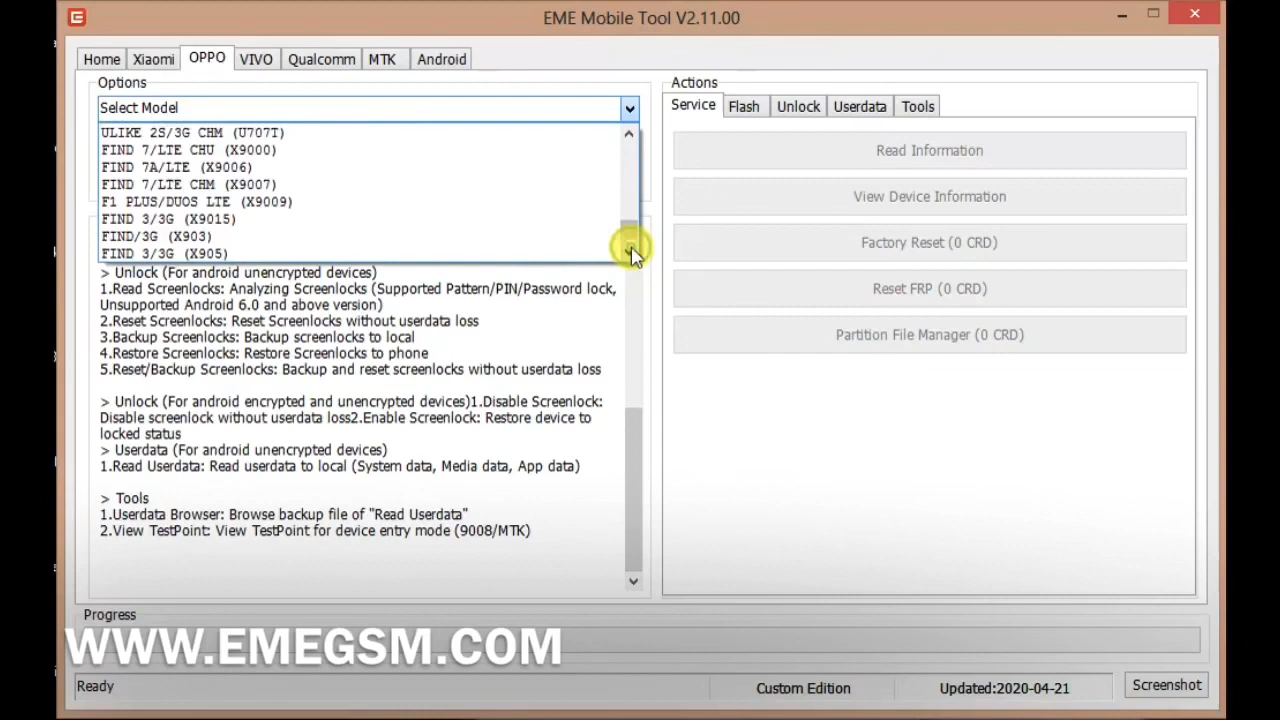 EME Mobile Tool V2.11.00
Home Xiaomi OPPO VIVO Qualcomm MTK Android
Options
Select Model
ULIKE 2S/3G CHM (U707T)
FIND 7/LTE CHU (X9000)
FIND 7A/LTE (X9006)
FIND 7/LTE CHM (X9007)
F1 PLUS/DUOS LTE (X9009)
FIND 3/3G (X9015)
FIND/3G (X903)
FIND 3/3G (X905)
> Unlock (For android unencrypted devices)
1.Read Screenlocks: Analyzing Screenlocks (Supported Pattern/PIN/Password lock,
Unsupported Android 6.0 and above version)
2.Reset Screenlocks: Reset Screenlocks without userdata loss
3.Backup Screenlocks: Backup screenlocks to local
4.Restore Screenlocks: Restore Screenlocks to phone
5.Reset/Backup Screenlocks: Backup and reset screenlocks without userdata loss
> Unlock (For android encrypted and unencrypted devices)1.Disable Screenlock:
Disable screenlock without userdata loss2.Enable Screenlock: Restore device to
locked status
> Userdata (For android unencrypted devices)
1.Read Userdata: Read userdata to local (System data, Media data, App data)
> Tools
1.Userdata Browser: Browse backup file of "Read Userdata"
2.View TestPoint: View TestPoint for device entry mode (9008/MTK)
Actions
Service Flash Unlock Userdata Tools
Read Information
View Device Information
Factory Reset (0 CRD)
Reset FRP (0 CRD)
Partition File Manager (0 CRD)
Progress
WWW.EMEGSM.COM
Ready
Custom Edition
Updated:2020-04-21
Screenshot